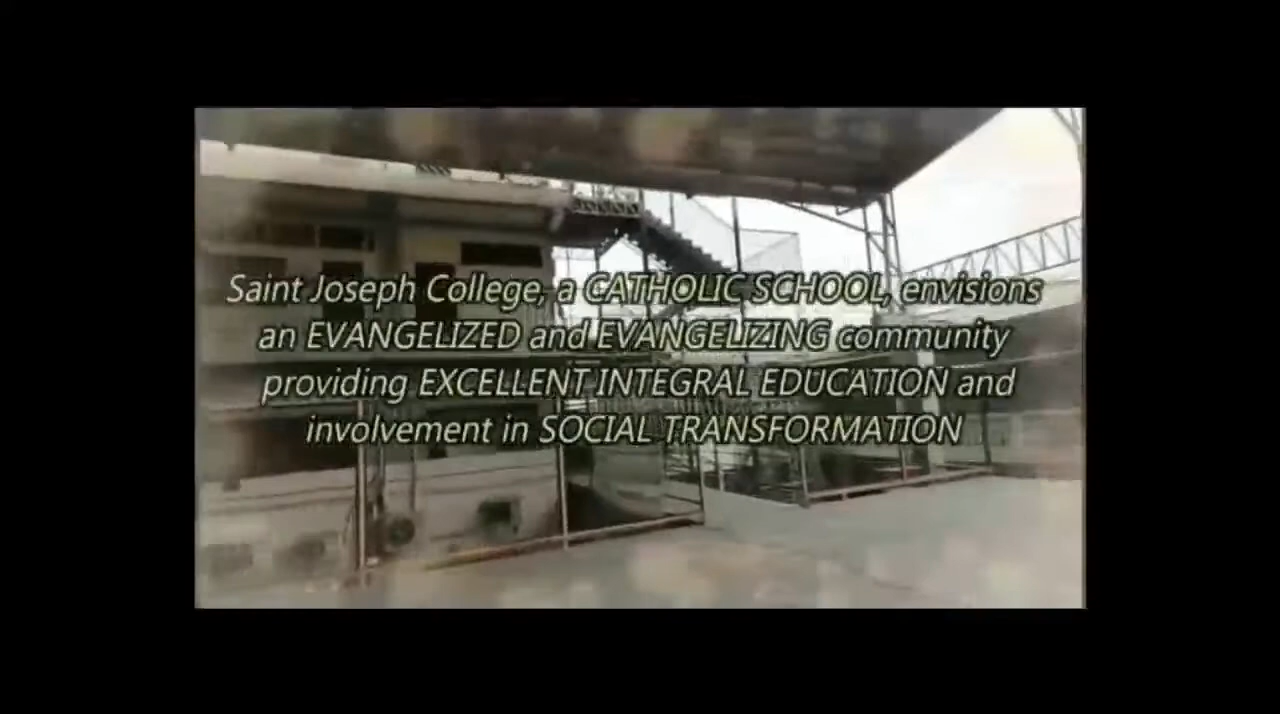 Saint Joseph College, a CATHOLIC SCHOOL, envisions
an EVANGELIZED and EVANGELIZING community
providing EXCELLENT INTEGRAL EDUCATION and
involvement in SOCIAL TRANSFORMATION